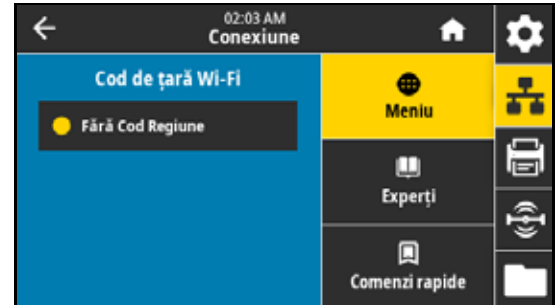 02:03 AM
Conexiune
Cod de țară Wi-Fi
Fără Cod Regiune
Meniu
Experți
Comenzi rapide